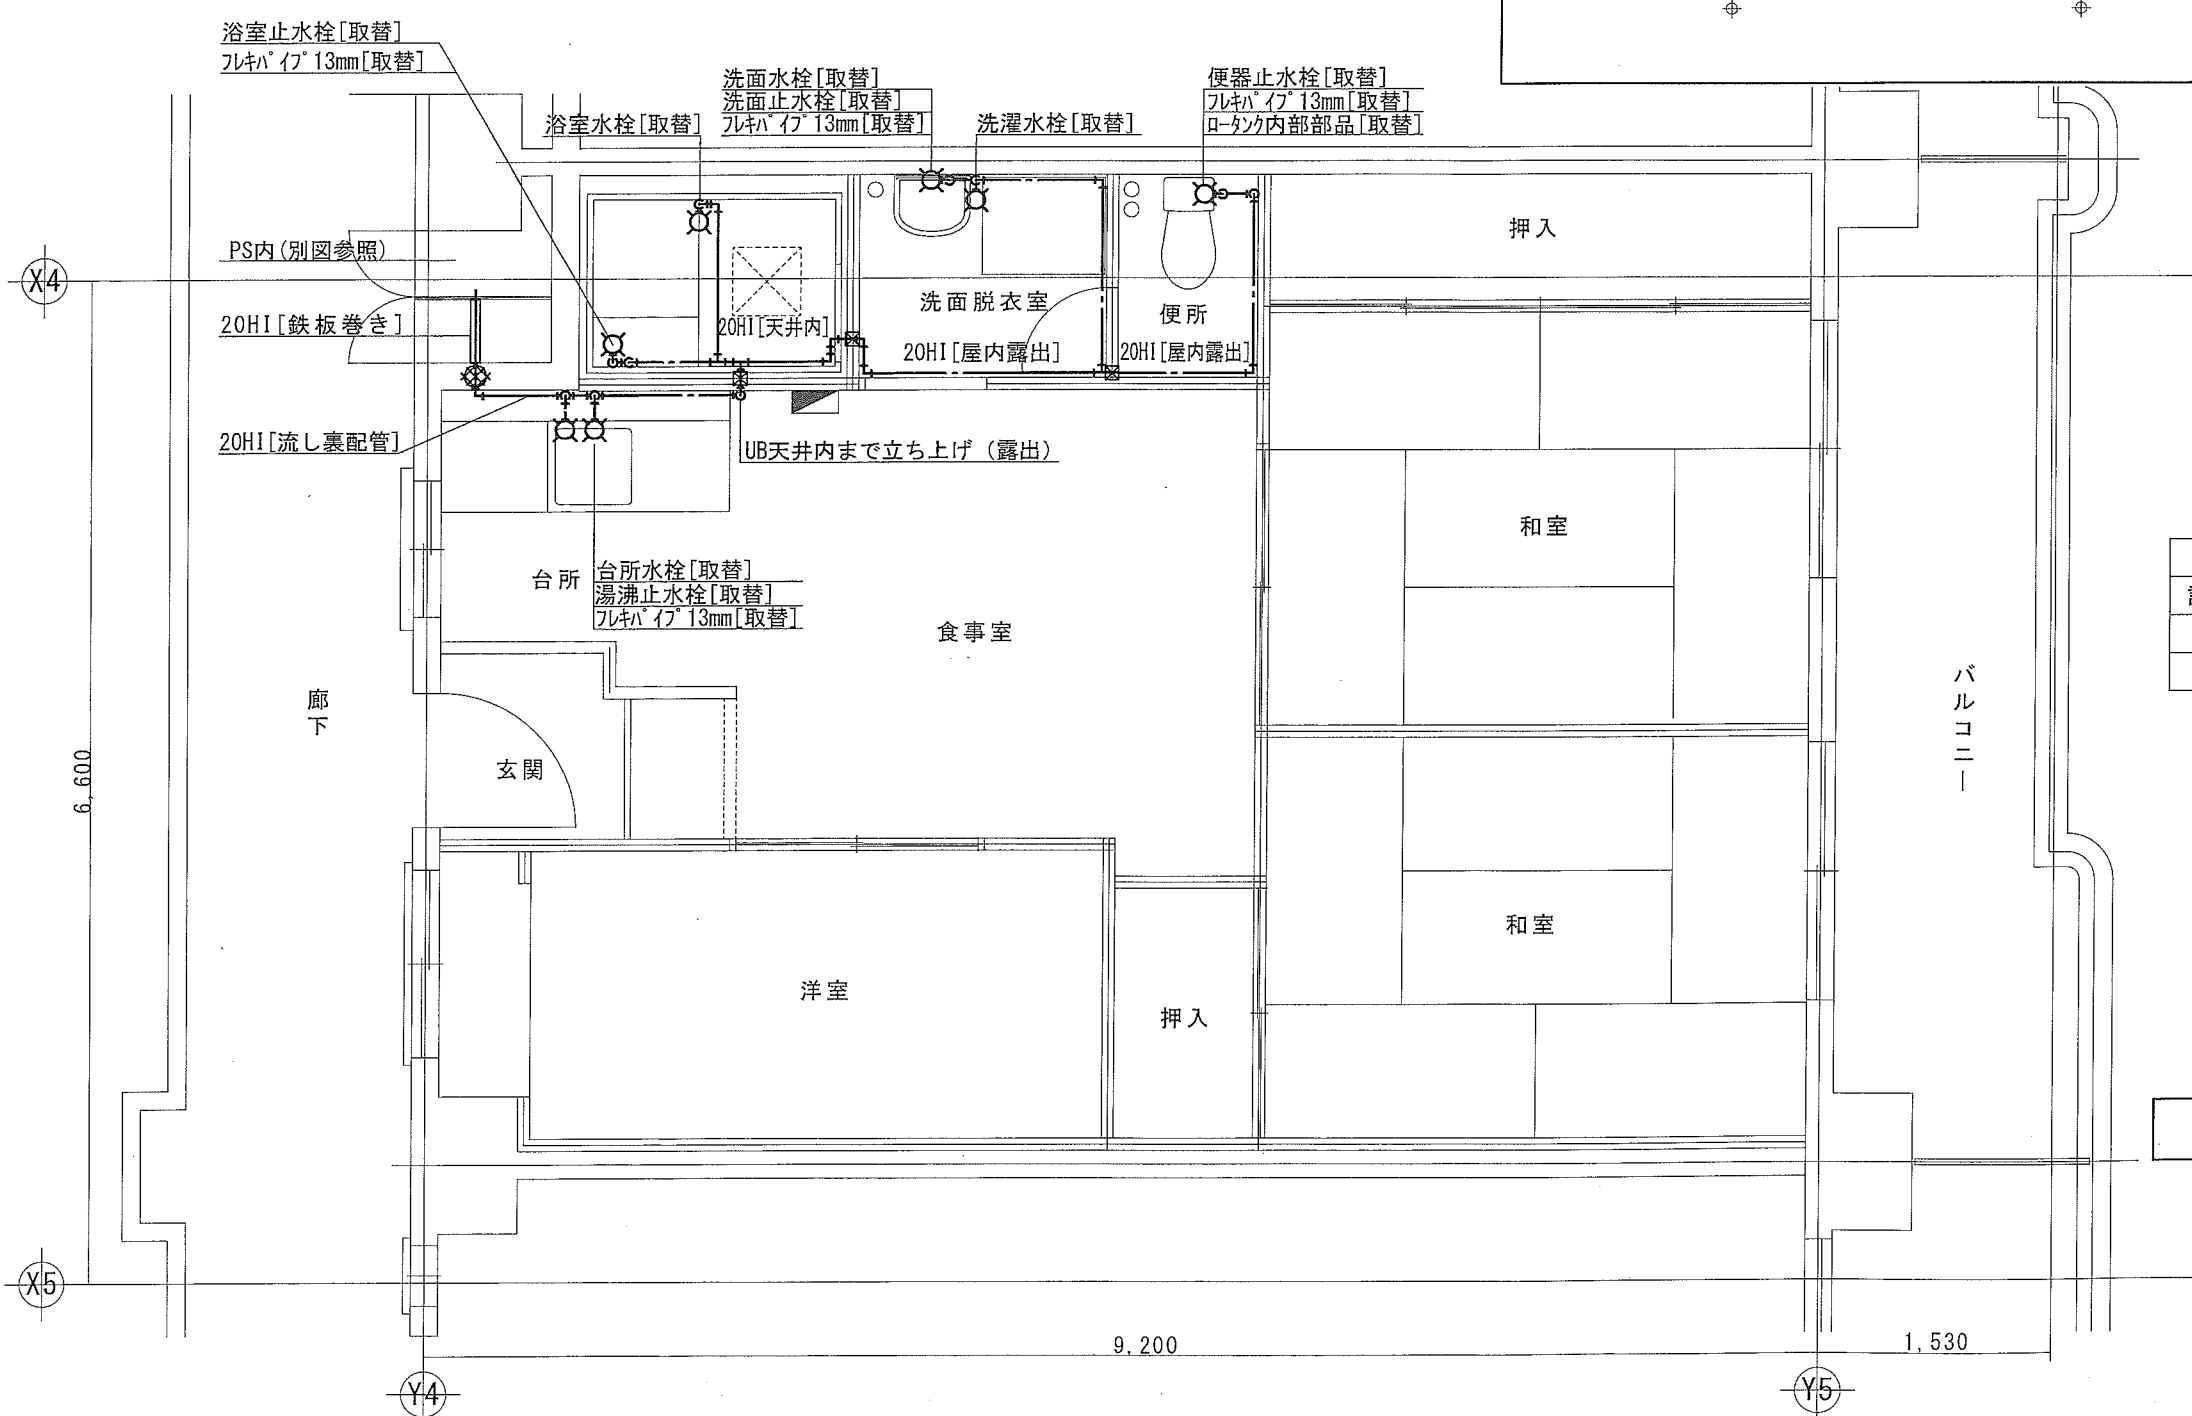 浴室止水栓[取替]
フレキパイプ13mm[取替]
浴室水栓[取替]
洗面水栓[取替]
洗面止水栓[取替]
フレキパイプ13mm[取替]
洗濯水栓[取替]
便器止水栓[取替]
フレキパイプ13mm[取替]
ロータンク内部部品[取替]
PS内(別図参照)
X4
20HI[鉄板巻き]
20HI[天井内]
洗面脱衣室
20HI[屋内露出]
便所
20HI[屋内露出]
押入
20HI[流し裏配管]
UB天井内まで立ち上げ（露出）
和室
台所
台所水栓[取替]
湯沸止水栓[取替]
フレキパイプ13mm[取替]
食事室
廊下
バルコニー
玄関
6,600
和室
洋室
押入
X5
9,200
1,530
Y4
Y5